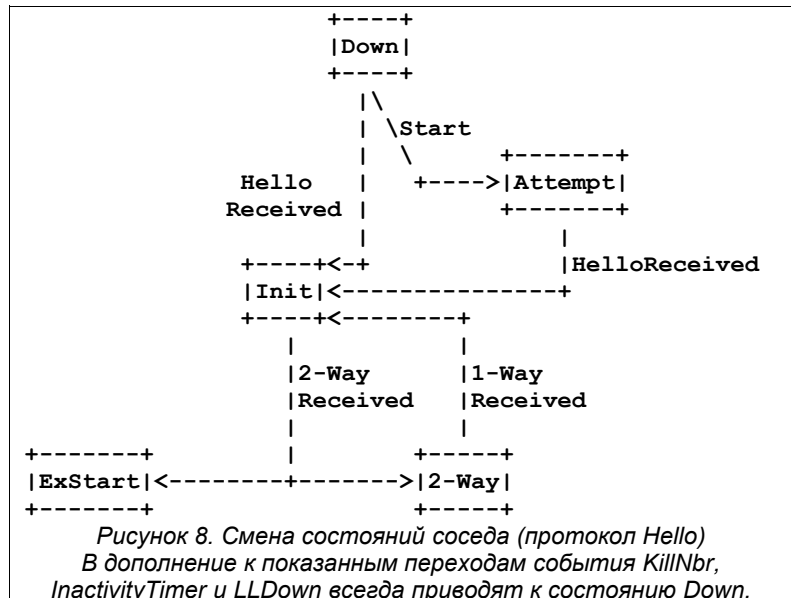 Down
Start
Hello
Attempt
Received
HelloReceived
Init
2-Way
1-Way
Received
Received
ExStart
2-Way
Рисунок 8. Смена состояний соседа (протокол Hello)
В дополнение к показанным переходам события KillNbr,
InactivityTimer и LLDown всегда приводят к состоянию Down.